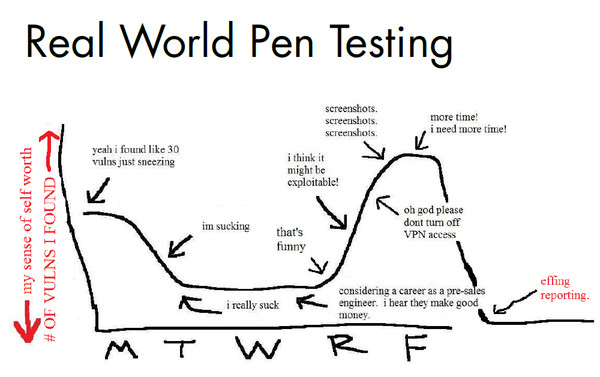 Real World Pen Testing
my sense of self worth
# OF VULNS I FOUND
yeah i found like 30
vulns just sneezing
im sucking
i really suck
that's
funny
considering a career as a pre-sales
engineer. i hear they make good
money.
i think it
might be
exploitable!
screenshots.
screenshots.
screenshots.
oh god please
dont turn off
VPN access
more time!
i need more time!
effing
reporting.
M T W R F